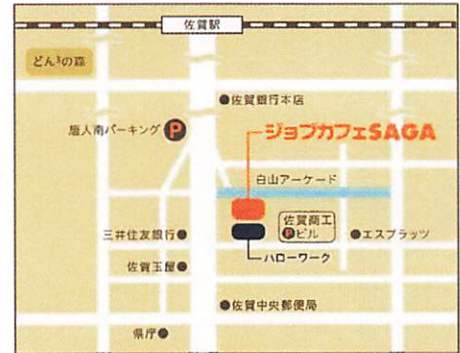 佐賀駅
どん³の森
●佐賀銀行本店
唐人南パーキング P
ジョブカフェSAGA
白山アーケード
佐賀商工
Pビル
三井住友銀行●
●エスプラッツ
ハローワーク
佐賀玉屋●
●佐賀中央郵便局
県庁●